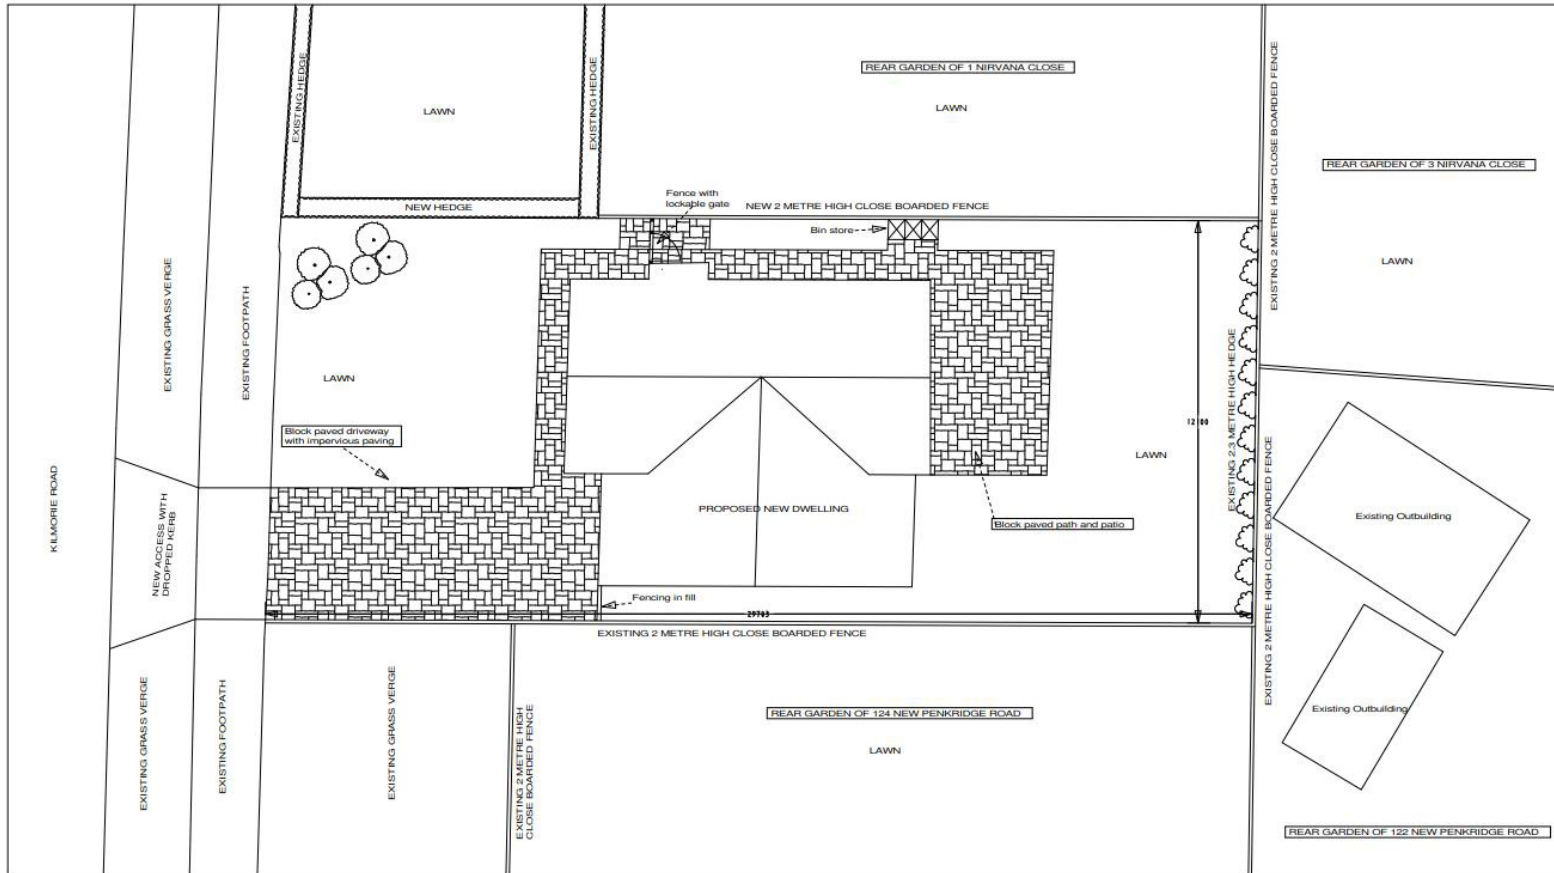 REAR GARDEN OF 1 NIRVANA CLOSE
LAWN
LAWN
EXISTING HEDGE
EXISTING HEDGE
EXISTING 2 METRE HIGH CLOSE BOARDED FENCE
REAR GARDEN OF 3 NIRVANA CLOSE
LAWN
Fence with
lockable gate
NEW HEDGE
NEW 2 METRE HIGH CLOSE BOARDED FENCE
Bin store
EXISTING GRASS VERGE
EXISTING FOOTPATH
LAWN
Block paved driveway
with impervious paving
EXISTING 2.3 METRE HIGH HEDGE
LAWN
KILMORIE ROAD
NEW ACCESS WITH
DROPPED KERB
PROPOSED NEW DWELLING
Block paved path and patio
EXISTING 2 METRE HIGH CLOSE BOARDED FENCE
Existing Outbuilding
Fencing in fill
29703
EXISTING 2 METRE HIGH CLOSE BOARDED FENCE
EXISTING GRASS VERGE
EXISTING FOOTPATH
EXISTING GRASS VERGE
EXISTING 2 METRE HIGH
CLOSE BOARDED FENCE
REAR GARDEN OF 124 NEW PENKRIDGE ROAD
LAWN
Existing Outbuilding
REAR GARDEN OF 122 NEW PENKRIDGE ROAD